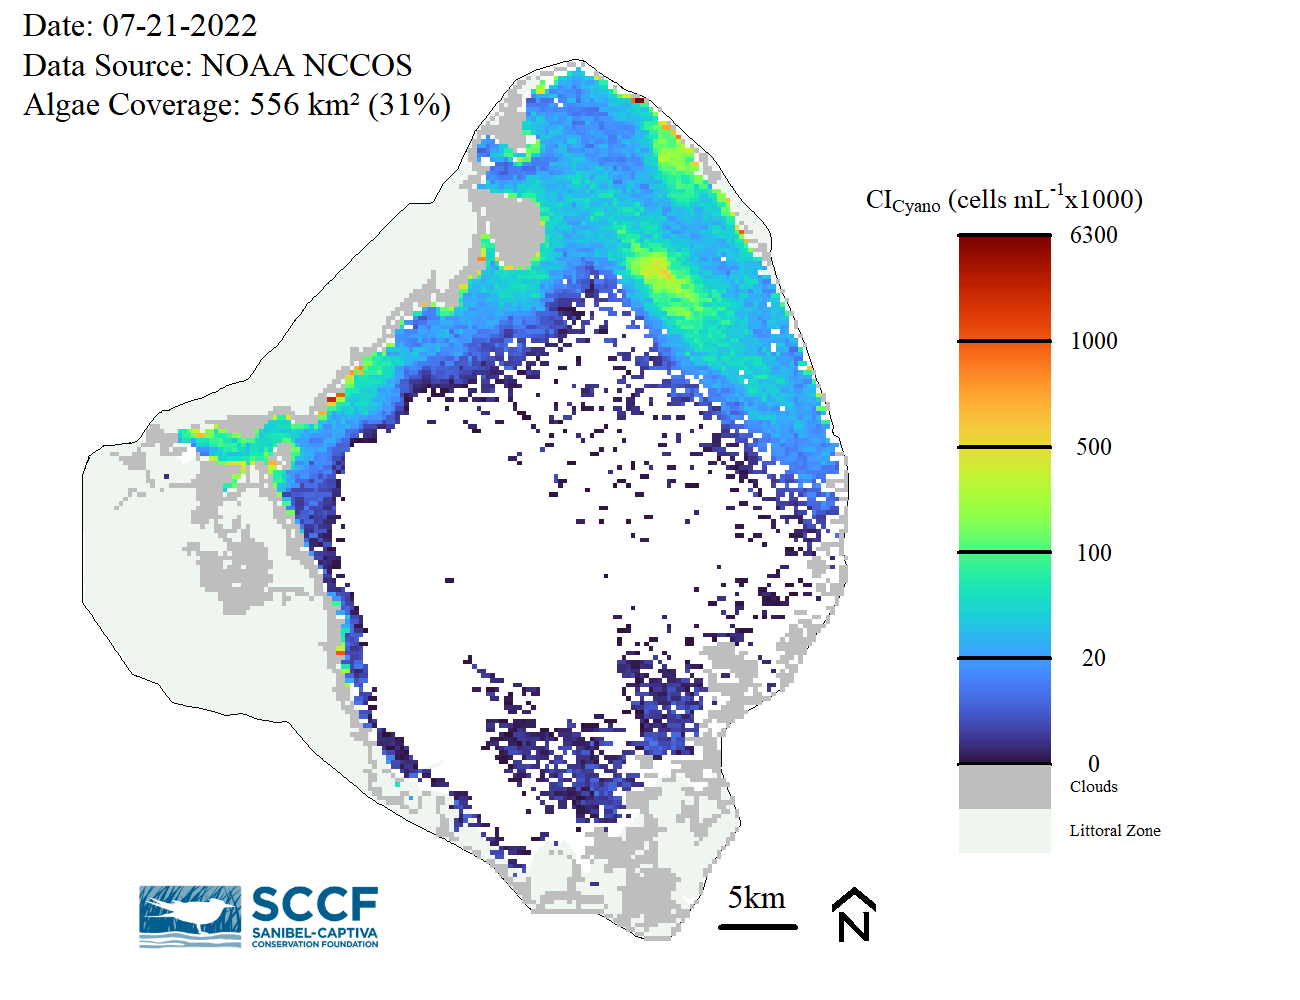 Date: 07-21-2022
Data Source: NOAA NCCOS
Algae Coverage: 556 km² (31%)
CICyano (cells mL-1x1000)
6300
1000
500
100
20
0
Clouds
Littoral Zone
5km
N
SCCF
SANIBEL-CAPTIVA
CONSERVATION FOUNDATION